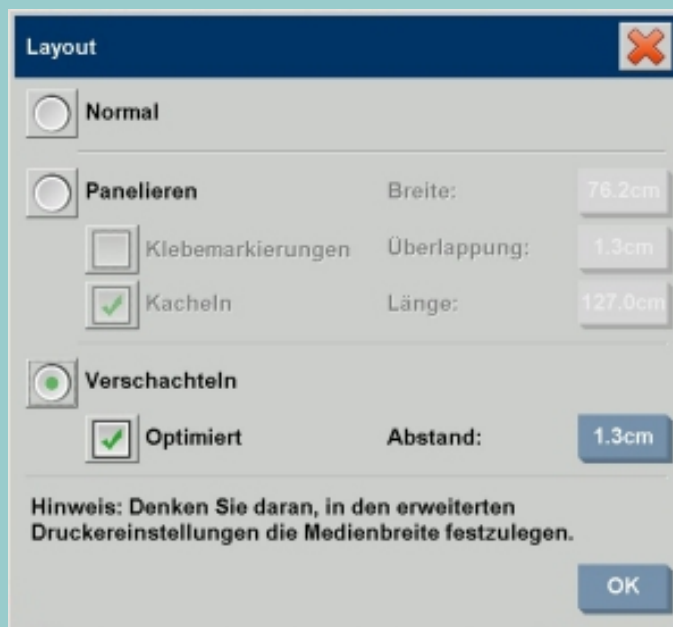 Layout
Normal
Panelieren Breite: 76.2cm
Klebemarkierungen Überlappung: 1.3cm
Kacheln Länge: 127.0cm
Verschachteln
Optimiert Abstand: 1.3cm
Hinweis: Denken Sie daran, in den erweiterten
Druckereinstellungen die Medienbreite festzulegen.
OK